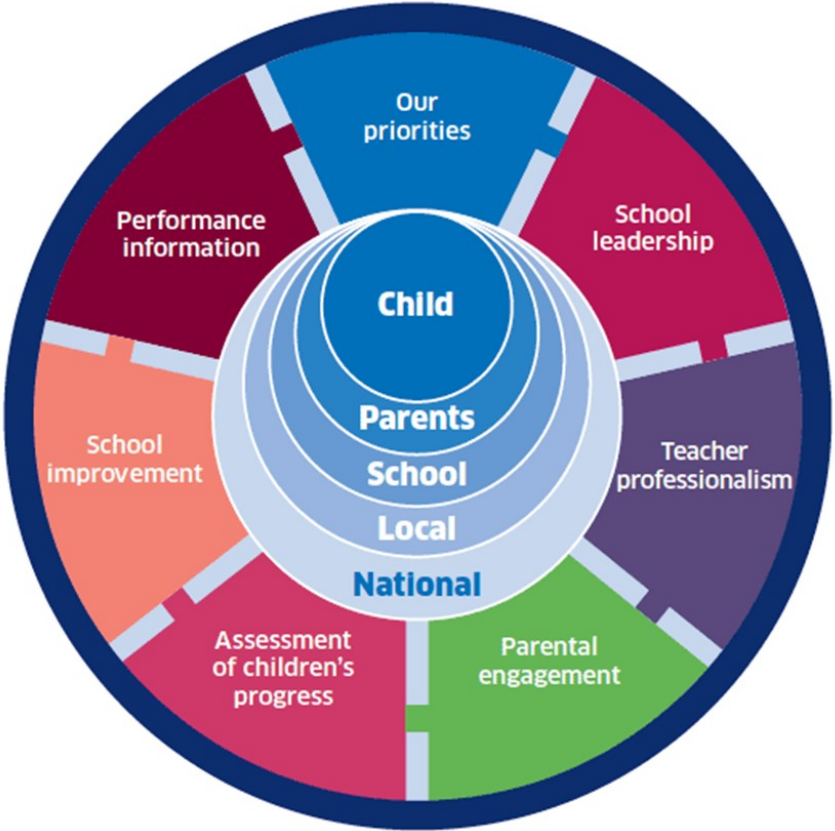 Our
priorities
School
leadership
Teacher
professionalism
Parental
engagement
Assessment
of children's
progress
School
improvement
Performance
information
Child
Parents
School
Local
National